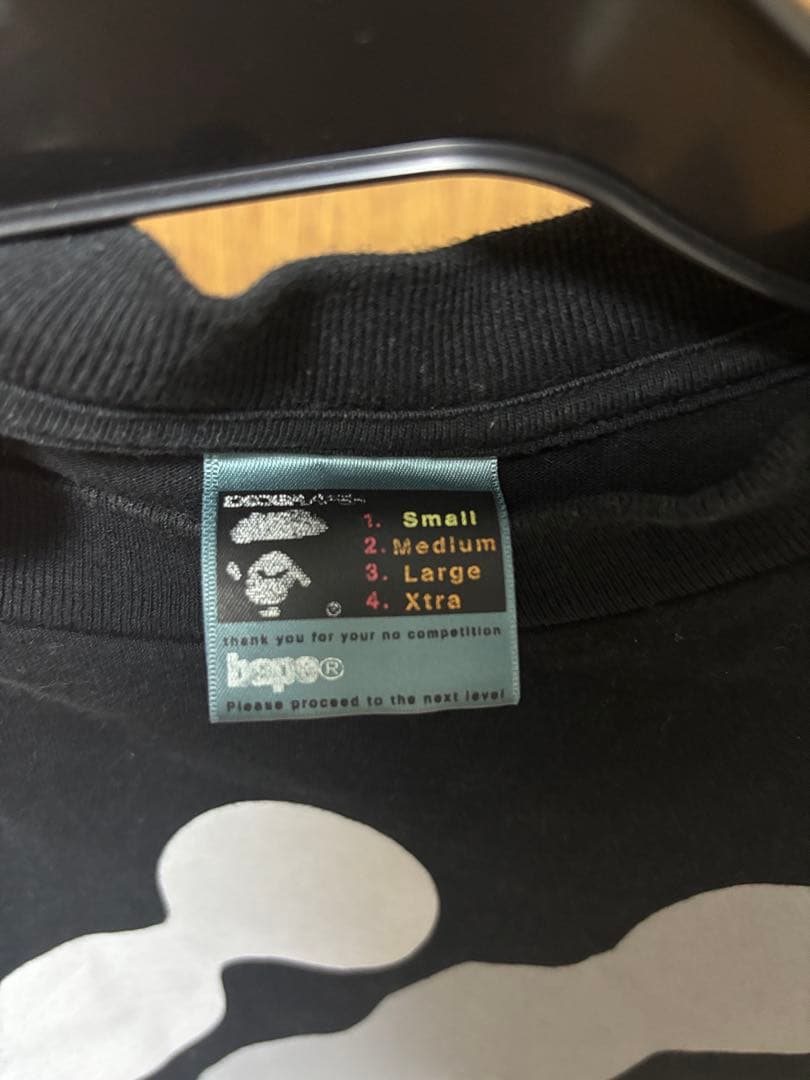 1. Small
2. Medium
3. Large
4. Xtra
®
thank you for your no competition
bape®
Please proceed to the next level